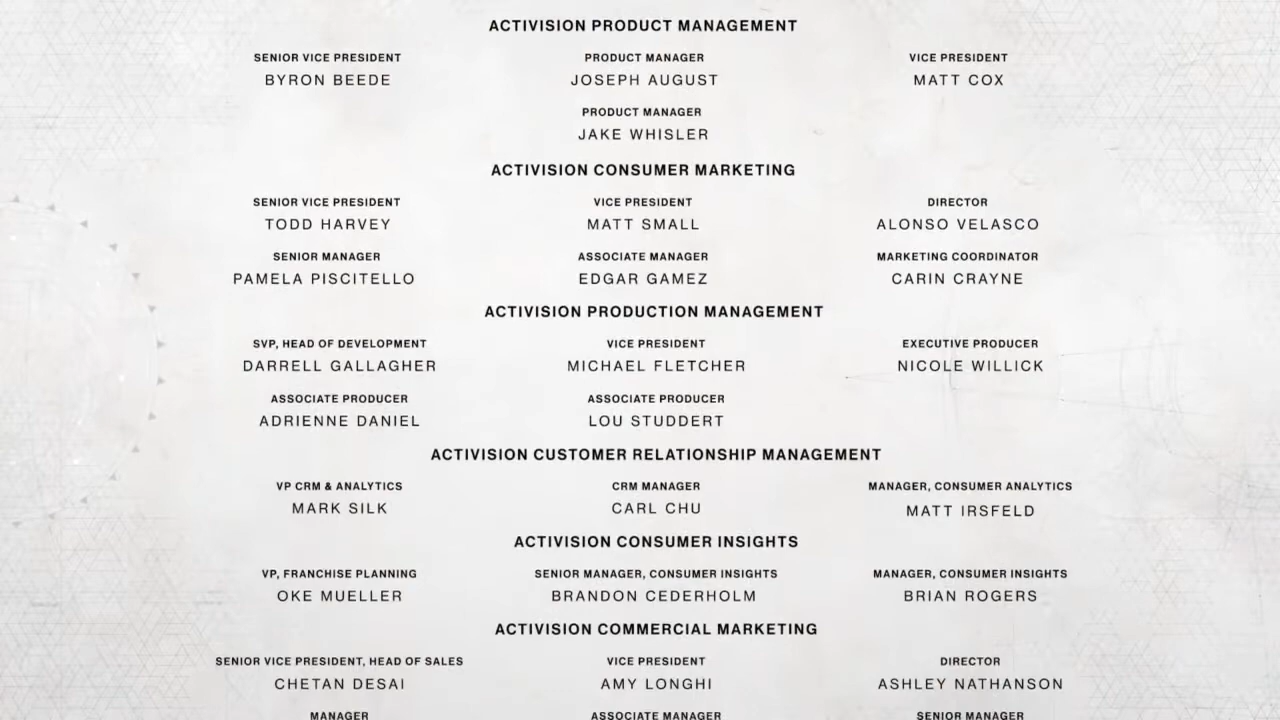 ACTIVISION PRODUCT MANAGEMENT
SENIOR VICE PRESIDENT PRODUCT MANAGER VICE PRESIDENT
BYRON BEEDE JOSEPH AUGUST MATT COX
PRODUCT MANAGER
JAKE WHISLER
ACTIVISION CONSUMER MARKETING
SENIOR VICE PRESIDENT VICE PRESIDENT DIRECTOR
TODD HARVEY MATT SMALL ALONSO VELASCO
SENIOR MANAGER ASSOCIATE MANAGER MARKETING COORDINATOR
PAMELA PISCITELLO EDGAR GAMEZ CARIN CRAYNE
ACTIVISION PRODUCTION MANAGEMENT
SVP, HEAD OF DEVELOPMENT VICE PRESIDENT EXECUTIVE PRODUCER
DARRELL GALLAGHER MICHAEL FLETCHER NICOLE WILLICK
ASSOCIATE PRODUCER ASSOCIATE PRODUCER
ADRIENNE DANIEL LOU STUDDERT
ACTIVISION CUSTOMER RELATIONSHIP MANAGEMENT
VP CRM & ANALYTICS CRM MANAGER MANAGER, CONSUMER ANALYTICS
MARK SILK CARL CHU MATT IRSFELD
ACTIVISION CONSUMER INSIGHTS
VP, FRANCHISE PLANNING SENIOR MANAGER, CONSUMER INSIGHTS MANAGER, CONSUMER INSIGHTS
OKE MUELLER BRANDON CEDERHOLM BRIAN ROGERS
ACTIVISION COMMERCIAL MARKETING
SENIOR VICE PRESIDENT, HEAD OF SALES VICE PRESIDENT DIRECTOR
CHETAN DESAI AMY LONGHI ASHLEY NATHANSON
MANAGER ASSOCIATE MANAGER SENIOR MANAGER